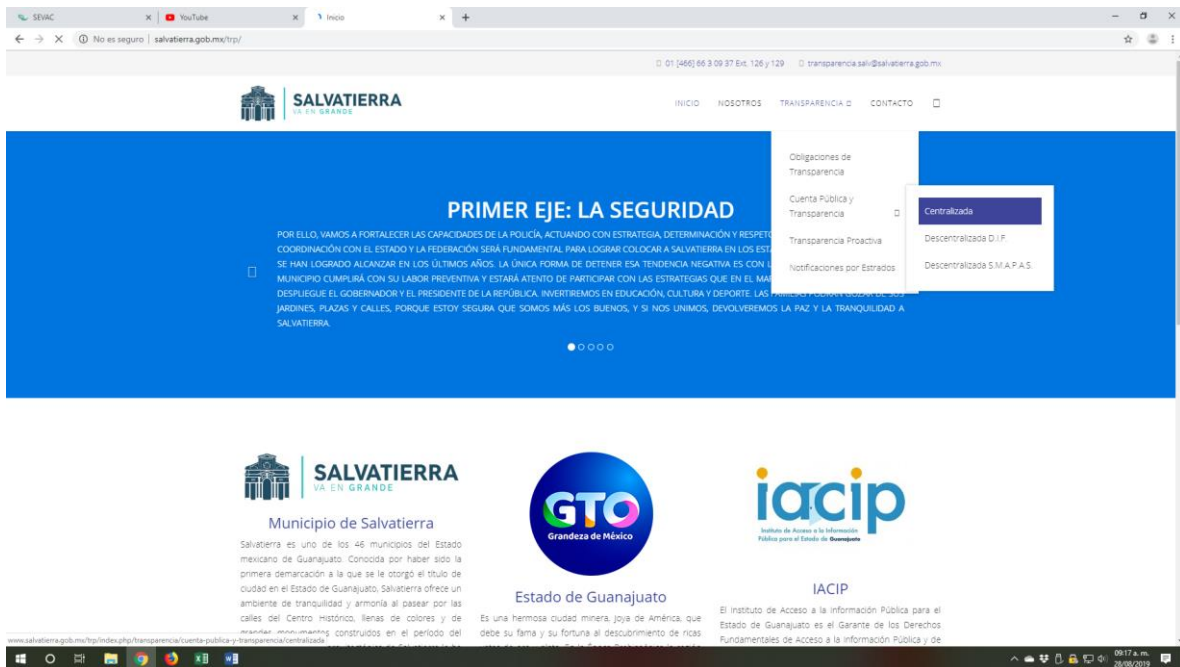 SEVAC
YouTube
Inicio
No es seguro | salvatierra.gob.mx/trp/
01 [466] 66 3 09 37 Ext. 126 y 129 transparencia.salv@salvatierra.gob.mx
SALVATIERRA
VA EN GRANDE
INICIO NOSOTROS TRANSPARENCIA CONTACTO
Obligaciones de
Transparencia
Cuenta Pública y
Transparencia
Transparencia Proactiva
Notificaciones por Estrados
Centralizada
Descentralizada D.I.F
Descentralizada S.M.A.P.A.S.
PRIMER EJE: LA SEGURIDAD
POR ELLO, VAMOS A FORTALECER LAS CAPACIDADES DE LA POLICÍA, ACTUANDO CON ESTRATEGIA, DETERMINACIÓN Y RESPETO
COORDINACIÓN CON EL ESTADO Y LA FEDERACIÓN SERÁ FUNDAMENTAL PARA LOGRAR COLOCAR A SALVATIERRA EN LOS
SE HAN LOGRADO ALCANZAR EN LOS ÚLTIMOS AÑOS. LA ÚNICA FORMA DE DETENER ESA TENDENCIA NEGATIVA ES CON
MUNICIPIO CUMPLIRÁ CON SU LABOR PREVENTIVA Y ESTARÁ ATENTO DE PARTICIPAR CON LAS ESTRATEGIAS QUE EN EL
DESPLIEGUE EL GOBERNADOR Y EL PRESIDENTE DE LA REPÚBLICA. INVERTIREMOS EN EDUCACIÓN, CULTURA Y DEPORTE. LAS FAMILIAS PODRÁN GOZAR DE SUS
JARDINES, PLAZAS Y CALLES, PORQUE ESTOY SEGURA QUE SOMOS MÁS LOS BUENOS, Y SI NOS UNIMOS, DEVOLVEREMOS LA PAZ Y LA TRANQUILIDAD A
SALVATIERRA.
SALVATIERRA
VA EN GRANDE
Municipio de Salvatierra
Salvatierra es uno de los 46 municipios del Estado
mexicano de Guanajuato. Conocida por haber sido la
primera demarcación a la que se le otorgó el título de
ciudad en el Estado de Guanajuato, Salvatierra ofrece un
ambiente de tranquilidad y armonía al pasear por las
calles del Centro Histórico, llenas de colores y de
grandes monumentos construidos en el periodo del
GTO
Grandeza de México
Estado de Guanajuato
Es una hermosa ciudad minera, joya de América, que
debe su fama y su fortuna al descubrimiento de ricas
iacip
Instituto de Acceso a la Información
Pública para el Estado de Guanajuato
IACIP
El Instituto de Acceso a la Información Pública para el
Estado de Guanajuato es el Garante de los Derechos
Fundamentales de Acceso a la Información Pública y de
www.salvatierra.gob.mx/trp/index.php/transparencia/cuenta-publica-y-transparencia/centralizada
09:17 a. m.
28/08/2019